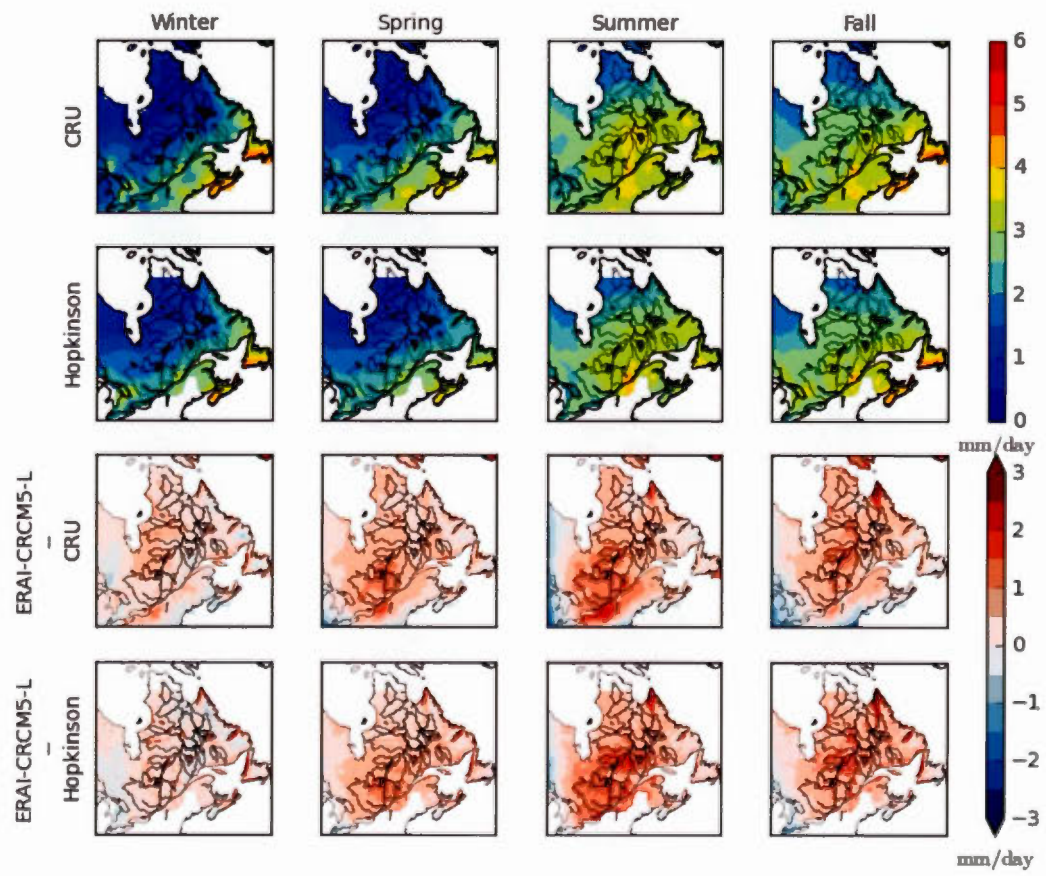 Winter Spring Summer Fall
CRU
Hopkinson
ERAI-CRCM5-L
–
CRU
ERAI-CRCM5-L
–
Hopkinson
6
5
4
3
2
1
0
mm/day
3
2
1
0
−1
−2
−3
mm/day